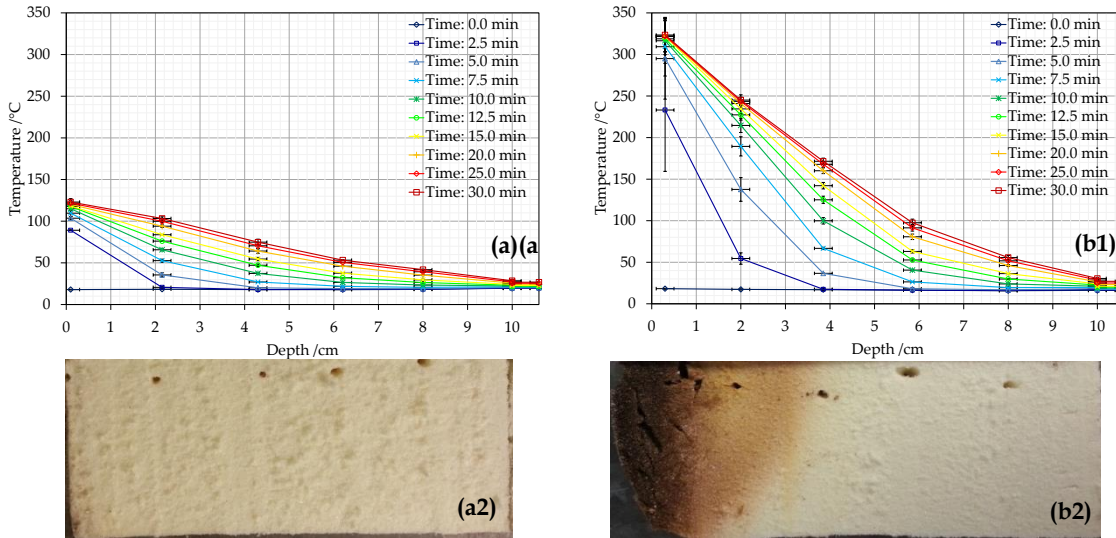 350
300
250
200
150
100
50
0
Temperature /°C
0 1 2 3 4 5 6 7 8 9 10
Depth /cm
Time: 0.0 min
Time: 2.5 min
Time: 5.0 min
Time: 7.5 min
Time: 10.0 min
Time: 12.5 min
Time: 15.0 min
Time: 20.0 min
Time: 25.0 min
Time: 30.0 min
(a)(a
350
300
250
200
150
100
50
0
Temperature /°C
0 1 2 3 4 5 6 7 8 9 10
Depth /cm
Time: 0.0 min
Time: 2.5 min
Time: 5.0 min
Time: 7.5 min
Time: 10.0 min
Time: 12.5 min
Time: 15.0 min
Time: 20.0 min
Time: 25.0 min
Time: 30.0 min
(b1)
(a2)
(b2)